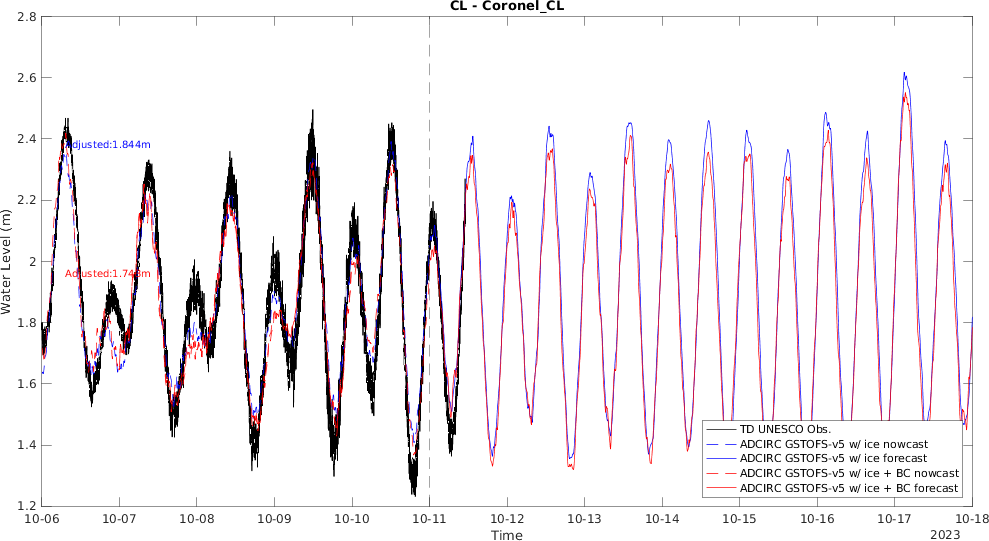 CL - Coronel_CL
2.8
2.6
2.4
2.2
2
1.8
1.6
1.4
1.2
Water Level (m)
Adjusted:1.844m
Adjusted:1.743m
TD UNESCO Obs.
ADCIRC GSTOFS-v5 w/ ice nowcast
ADCIRC GSTOFS-v5 w/ ice forecast
ADCIRC GSTOFS-v5 w/ ice + BC nowcast
ADCIRC GSTOFS-v5 w/ ice + BC forecast
10-06 10-07 10-08 10-09 10-10 10-11 10-12 10-13 10-14 10-15 10-16 10-17 10-18
Time
2023